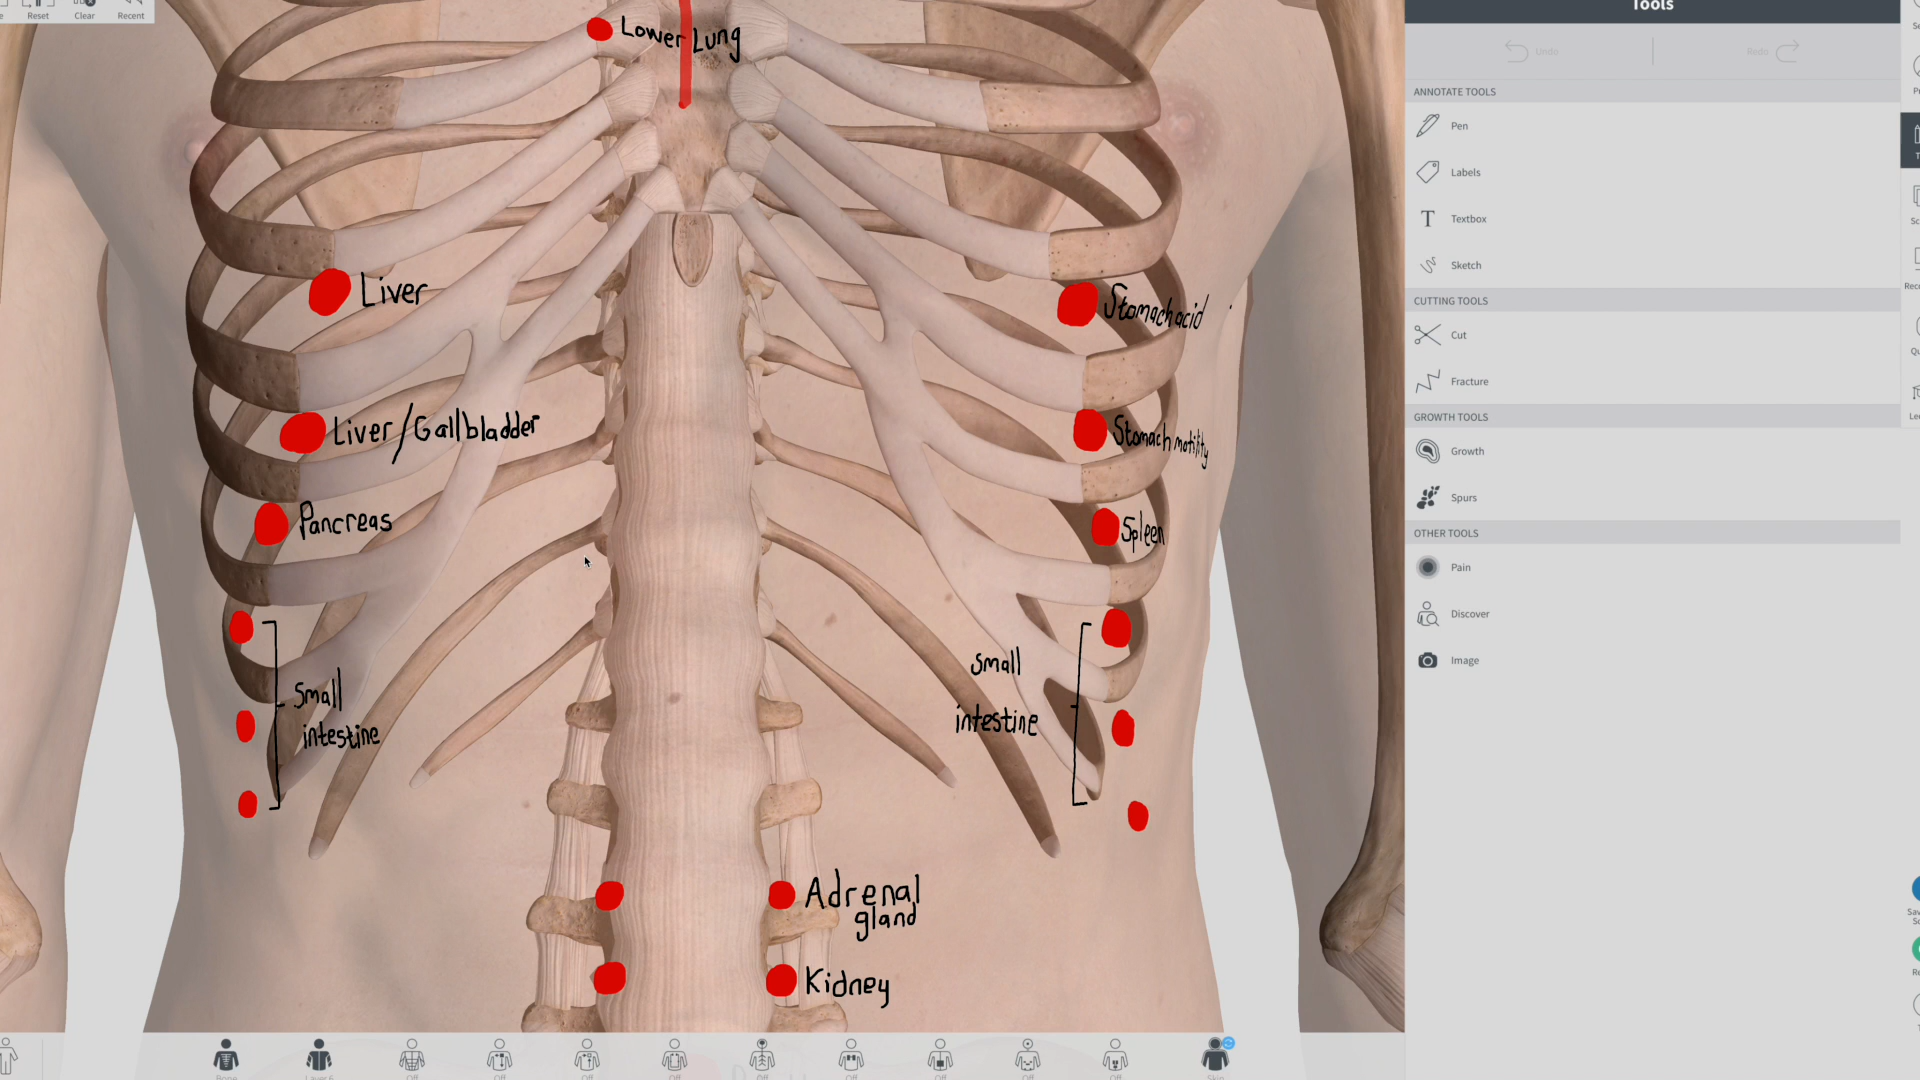 Reset
Clear
Recent
Tools
Undo
Redo
ANNOTATE TOOLS
Pen
Labels
Textbox
Sketch
CUTTING TOOLS
Cut
Fracture
GROWTH TOOLS
Growth
Spurs
OTHER TOOLS
Pain
Discover
Image
Lower Lung
Liver
Stomach acid
Liver/Gallbladder
Stomach motility
Pancreas
Spleen
Small
intestine
Small
intestine
Adrenal
gland
Kidney